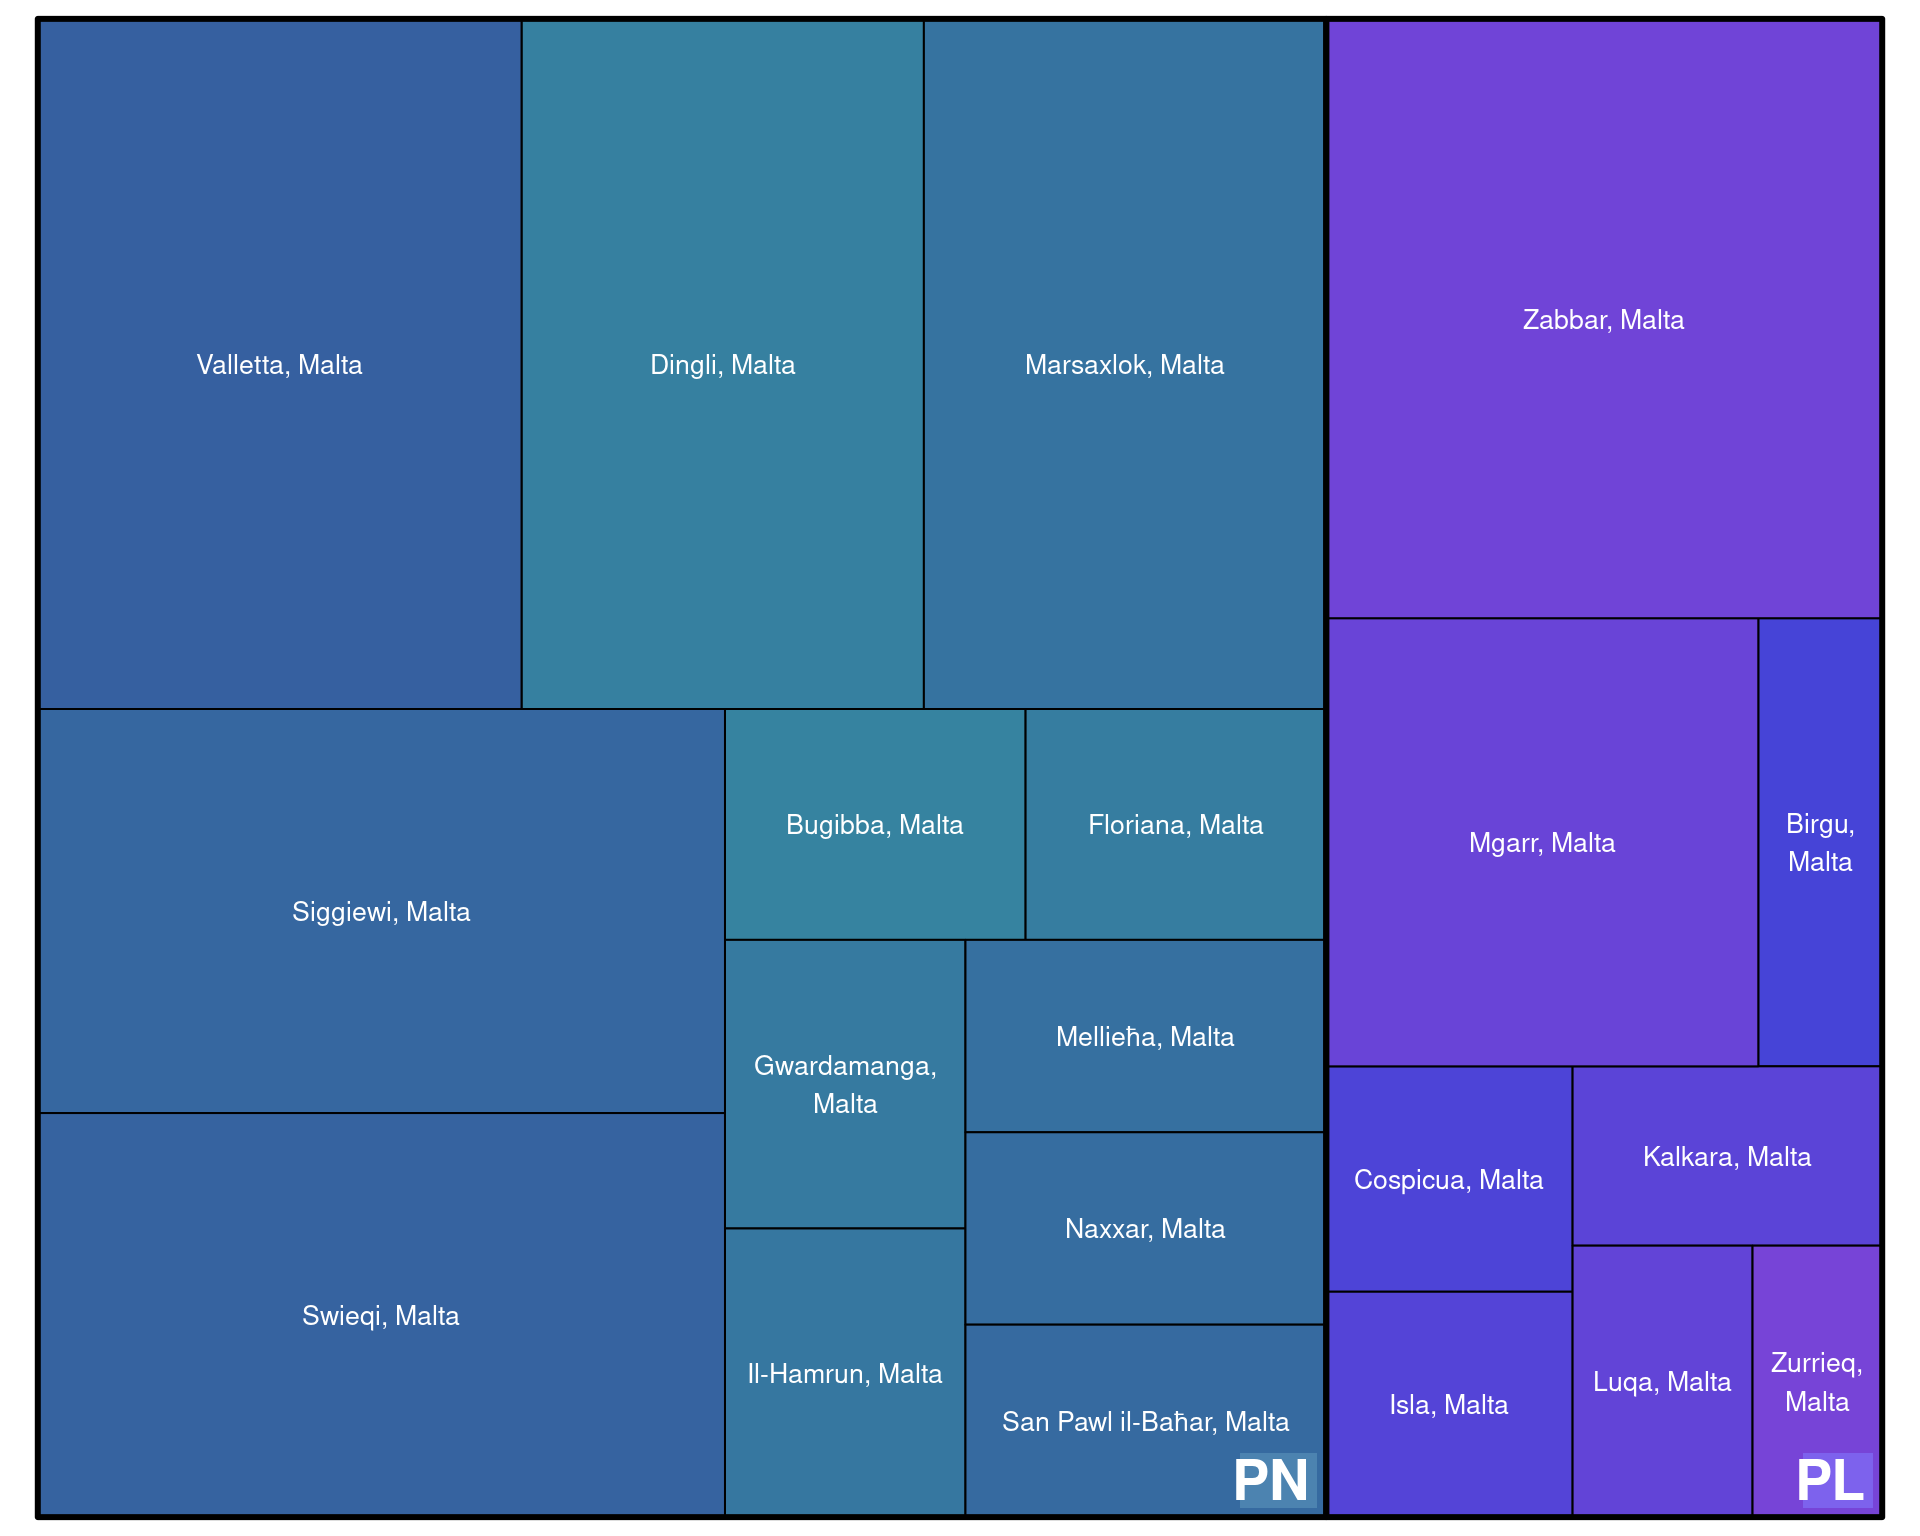 Valletta, Malta
Dingli, Malta
Marsaxlok, Malta
Zabbar, Malta
Siggiewi, Malta
Bugibba, Malta
Floriana, Malta
Mgarr, Malta
Birgu,
Malta
Gwardamanga,
Malta
Mellieħa, Malta
Cospicua, Malta
Kalkara, Malta
Swieqi, Malta
Naxxar, Malta
Il-Hamrun, Malta
San Pawl il-Baħar, Malta
Isla, Malta
Luqa, Malta
Zurrieq,
Malta
PN
PL